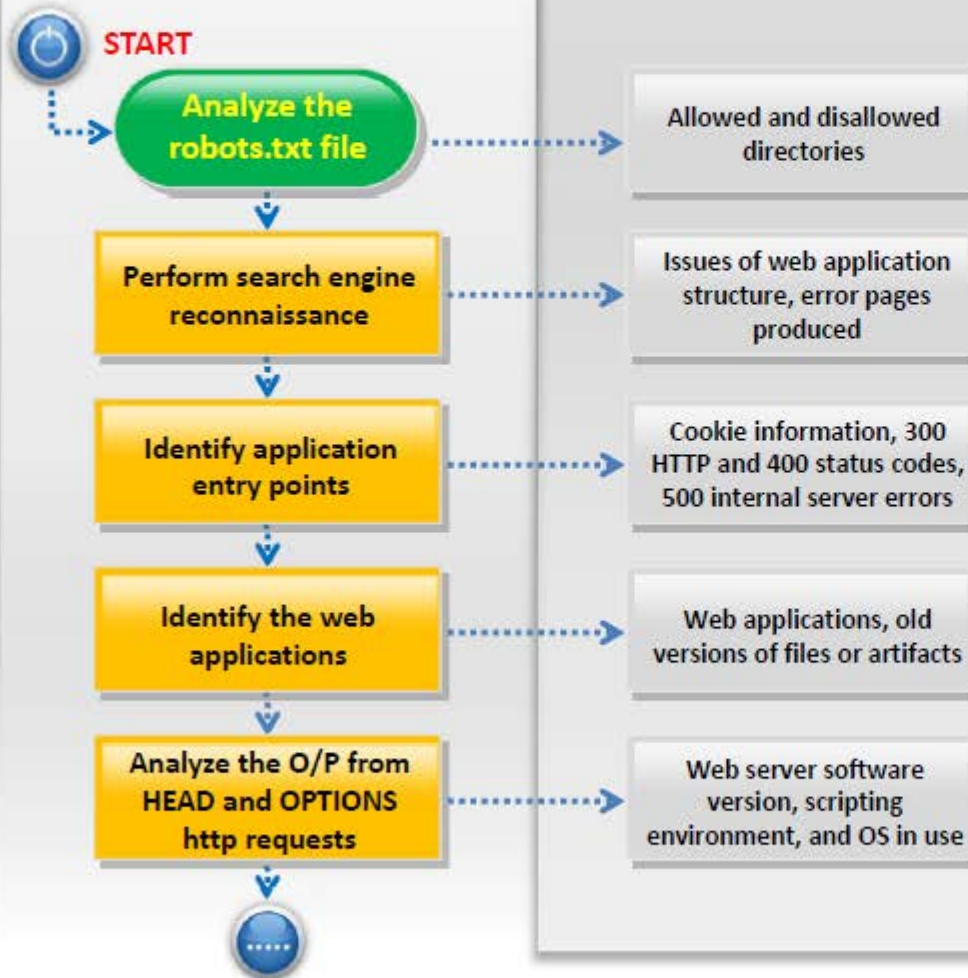 START
Analyze the
robots.txt file
Allowed and disallowed
directories
Perform search engine
reconnaissance
Issues of web application
structure, error pages
produced
Identify application
entry points
Cookie information, 300
HTTP and 400 status codes,
500 internal server errors
Identify the web
applications
Web applications, old
versions of files or artifacts
Analyze the O/P from
HEAD and OPTIONS
http requests
Web server software
version, scripting
environment, and OS in use